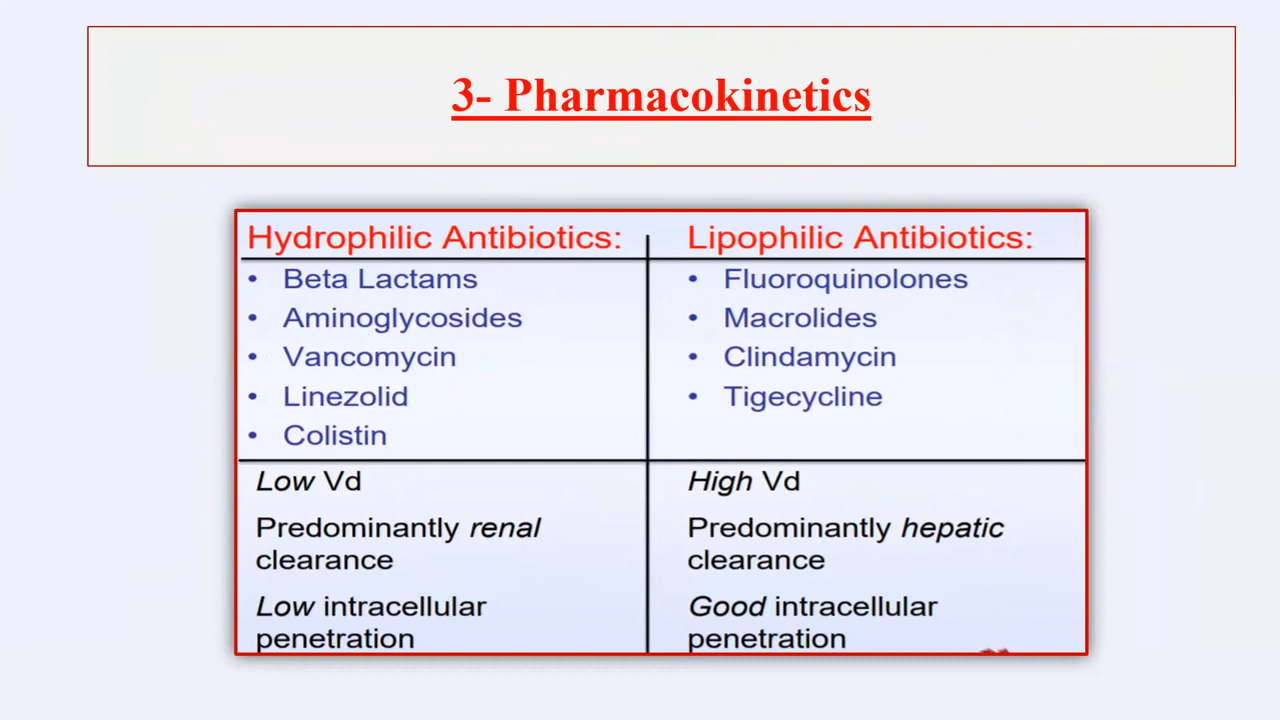 3- Pharmacokinetics
Hydrophilic Antibiotics:
• Beta Lactams
• Aminoglycosides
• Vancomycin
• Linezolid
• Colistin
Low Vd
Predominantly renal
clearance
Low intracellular
penetration
Lipophilic Antibiotics:
• Fluoroquinolones
• Macrolides
• Clindamycin
• Tigecycline
High Vd
Predominantly hepatic
clearance
Good intracellular
penetration